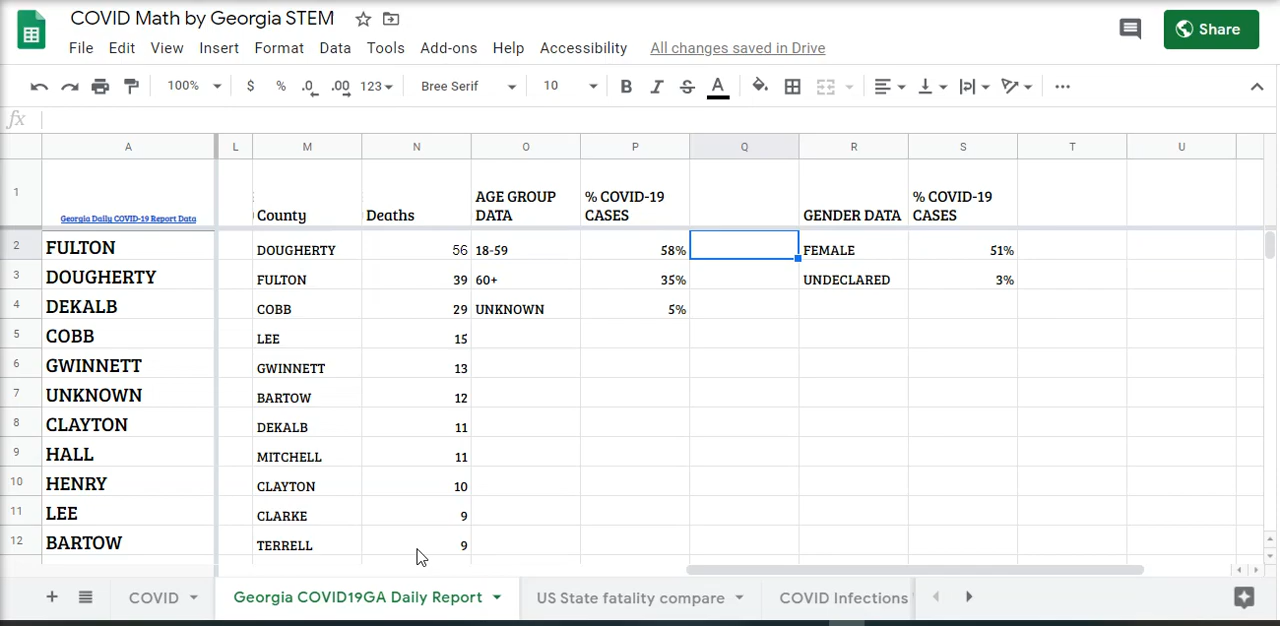 COVID Math by Georgia STEM
File Edit View Insert Format Data Tools Add-ons Help Accessibility All changes saved in Drive
Share
100% $ % .0 .00 123 Bree Serif 10 B I S A
fx
A L M N O P Q R S T U
1 Georgia Daily COVID-19 Report Data County Deaths AGE GROUP DATA % COVID-19 CASES GENDER DATA % COVID-19 CASES
2 FULTON DOUGHERTY 56 18-59 58% FEMALE 51%
3 DOUGHERTY FULTON 39 60+ 35% UNDECLARED 3%
4 DEKALB COBB 29 UNKNOWN 5%
5 COBB LEE 15
6 GWINNETT GWINNETT 13
7 UNKNOWN BARTOW 12
8 CLAYTON DEKALB 11
9 HALL MITCHELL 11
10 HENRY CLAYTON 10
11 LEE CLARKE 9
12 BARTOW TERRELL 9
COVID Georgia COVID19GA Daily Report US State fatality compare COVID Infections